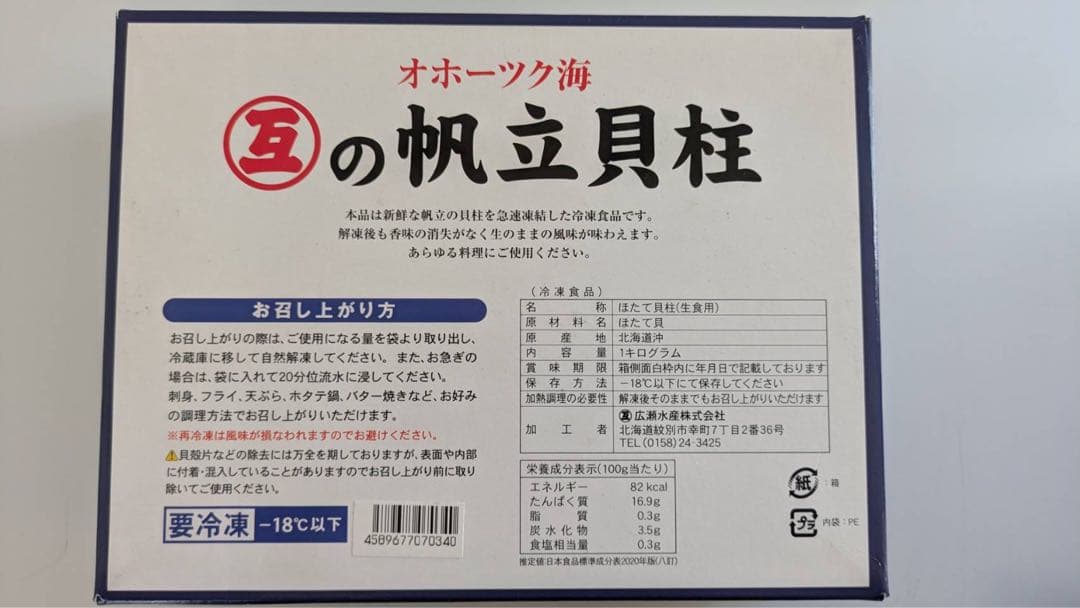 オホーツク海
互の帆立貝柱
本品は新鮮な帆立の貝柱を急速凍結した冷凍食品です。
解凍後も香味の消失がなく生のままの風味が味わえます。
あらゆる料理にご使用ください。
お召し上がり方
お召し上がりの際は、ご使用になる量を袋より取り出し、
冷蔵庫に移して自然解凍してください。また、お急ぎの
場合は、袋に入れて20分位流水に浸してください。
刺身、フライ、天ぷら、ホタテ鍋、バター焼きなど、お好み
の調理方法でお召し上がりいただけます。
※再冷凍は風味が損なわれますのでお避けください。
⚠貝殻片などの除去には万全を期しておりますが、表面や内部
に付着・混入していることがありますのでお召し上がり前に取り
除いてご使用ください。
要冷凍 −18℃以下
4589677070340
（冷凍食品）
名称 ほたて貝柱(生食用)
原材料名 ほたて貝
原産地 北海道沖
内容量 1キログラム
賞味期限 箱側面白枠内に年月日で記載しております
保存方法 −18℃以下にて保存してください
加熱調理の必要性 解凍後そのままでもお召し上がりいただけます
加工者 互 広瀬水産株式会社
北海道紋別市幸町7丁目2番36号
TEL(0158)24-3425
栄養成分表示(100g当たり)
エネルギー 82 kcal
たんぱく質 16.9g
脂質 0.3g
炭水化物 3.5g
食塩相当量 0.3g
推定値:日本食品標準成分表2020年版(八訂)
紙 :箱
プラ 内袋:PE